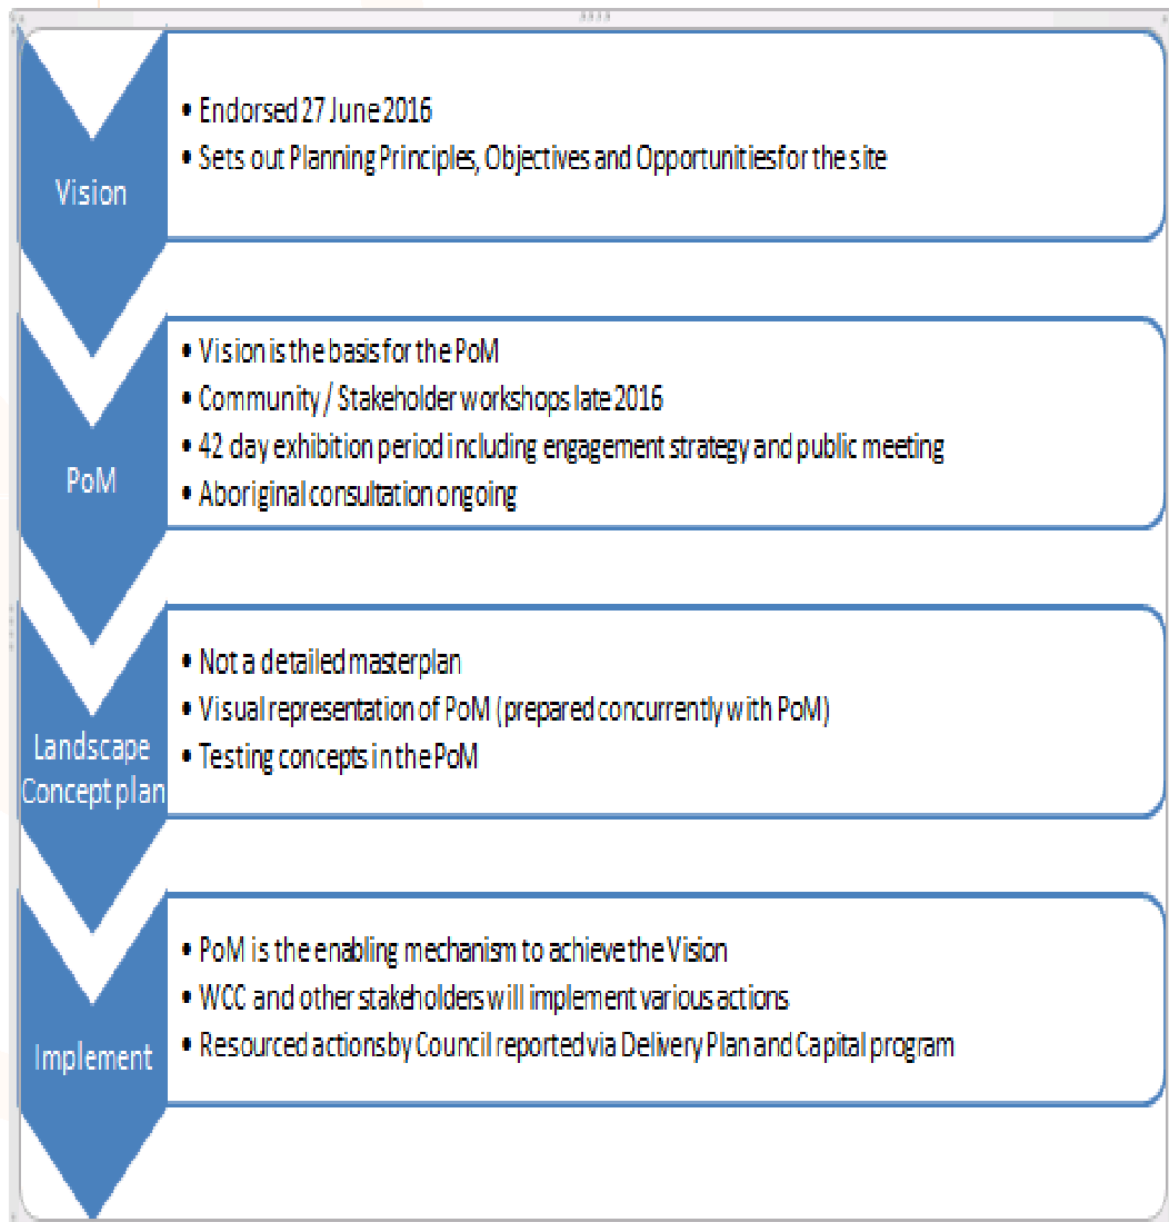 Vision
• Endorsed 27 June 2016
• Sets out Planning Principles, Objectives and Opportunities for the site
PoM
• Vision is the basis for the PoM
• Community / Stakeholder workshops late 2016
• 42 day exhibition period including engagement strategy and public meeting
• Aboriginal consultation ongoing
Landscape
Concept plan
• Not a detailed masterplan
• Visual representation of PoM (prepared concurrently with PoM)
• Testing concepts in the PoM
Implement
• PoM is the enabling mechanism to achieve the Vision
• WCC and other stakeholders will implement various actions
• Resourced actions by Council reported via Delivery Plan and Capital program